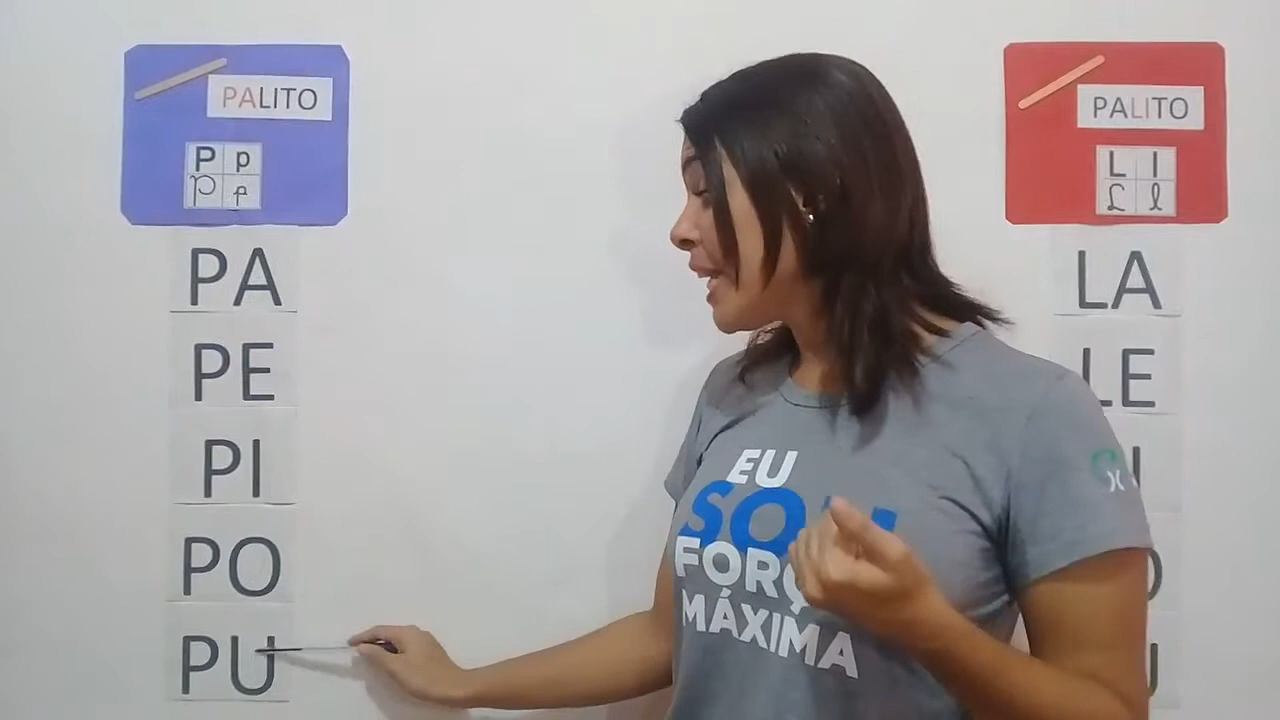 PALITO
P p
P p
PA
PE
PI
PO
PU
PALITO
L l
L l
LA
LE
EU
SOU
FORÇA
MÁXIMA